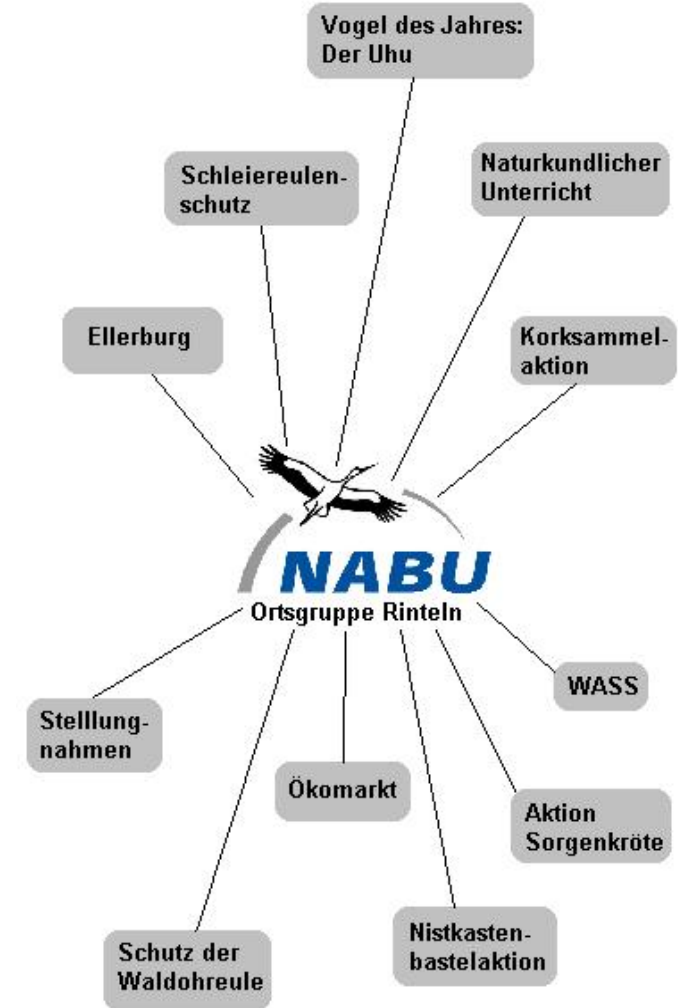 Vogel des Jahres:
Der Uhu
Schleiereulen-
schutz
Naturkundlicher
Unterricht
Ellerburg
Korksammel-
aktion
NABU
Ortsgruppe Rinteln
WASS
Stelllung-
nahmen
Ökomarkt
Aktion
Sorgenkröte
Schutz der
Waldohreule
Nistkasten-
bastelaktion